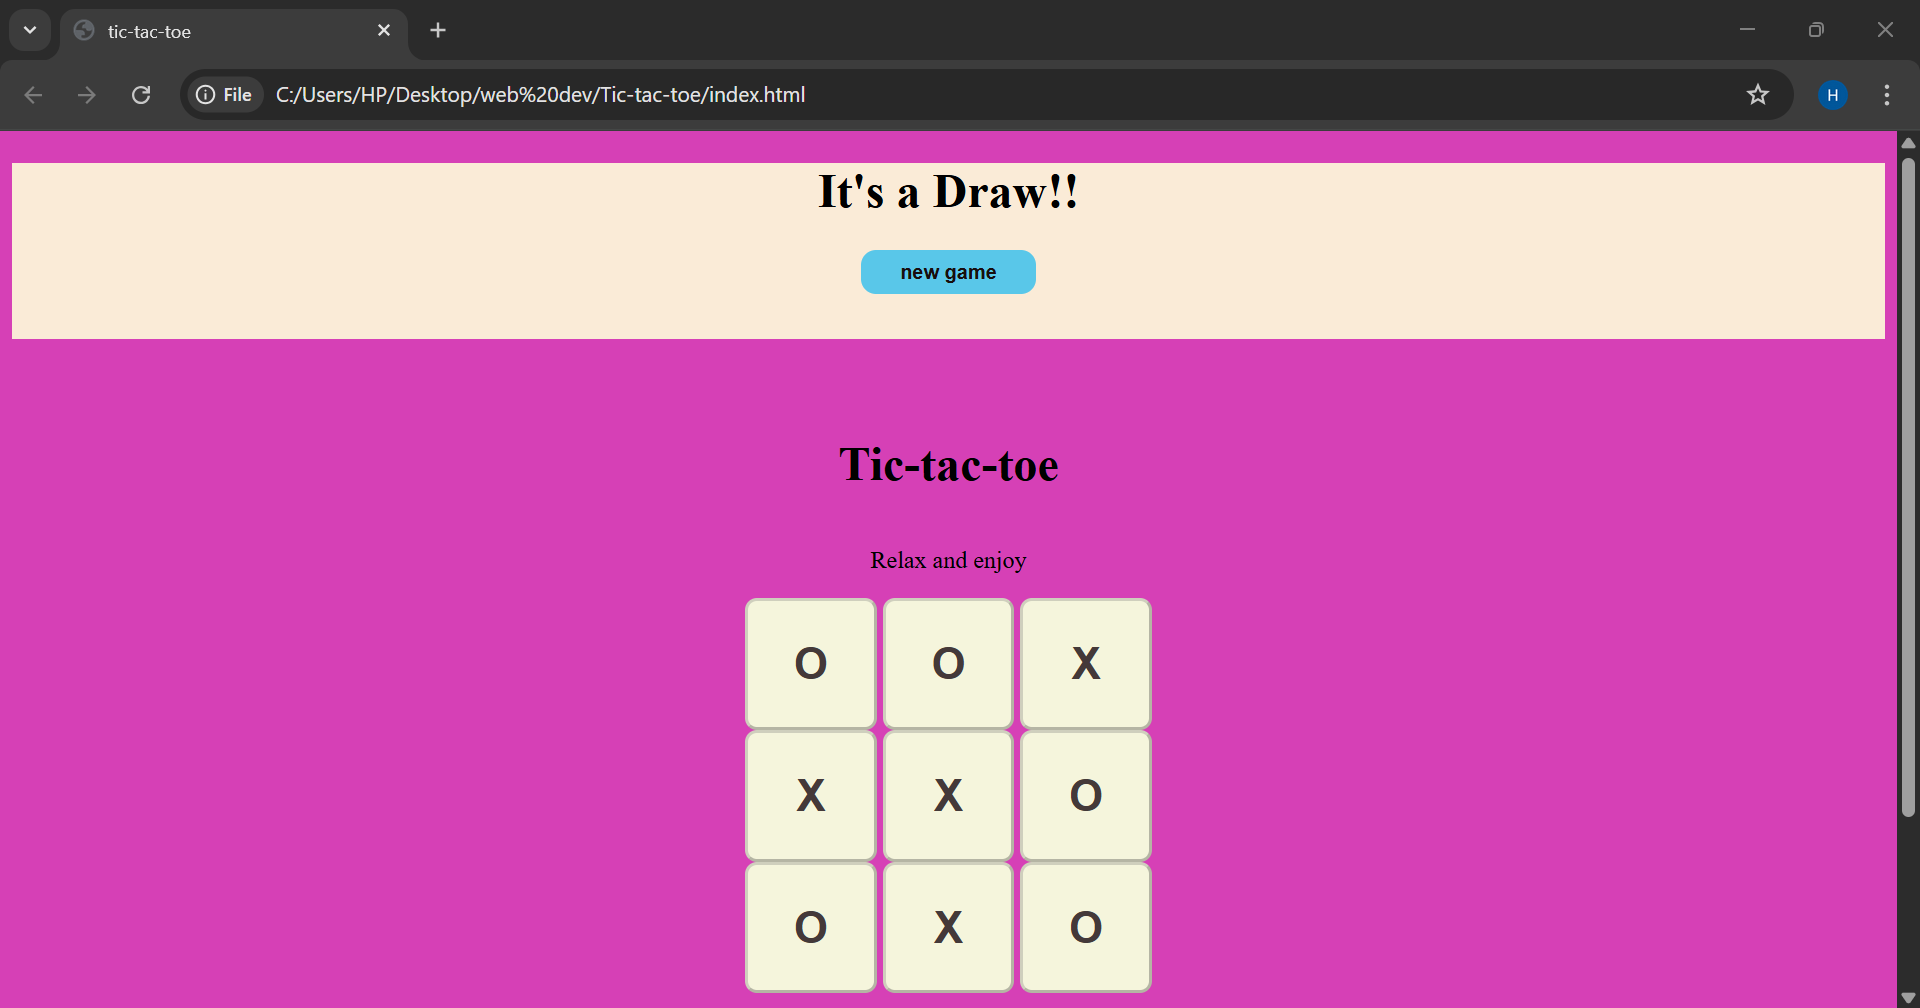 tic-tac-toe
File C:/Users/HP/Desktop/web%20dev/Tic-tac-toe/index.html H
It's a Draw!!
new game
Tic-tac-toe
Relax and enjoy
O O X
X X O
O X O